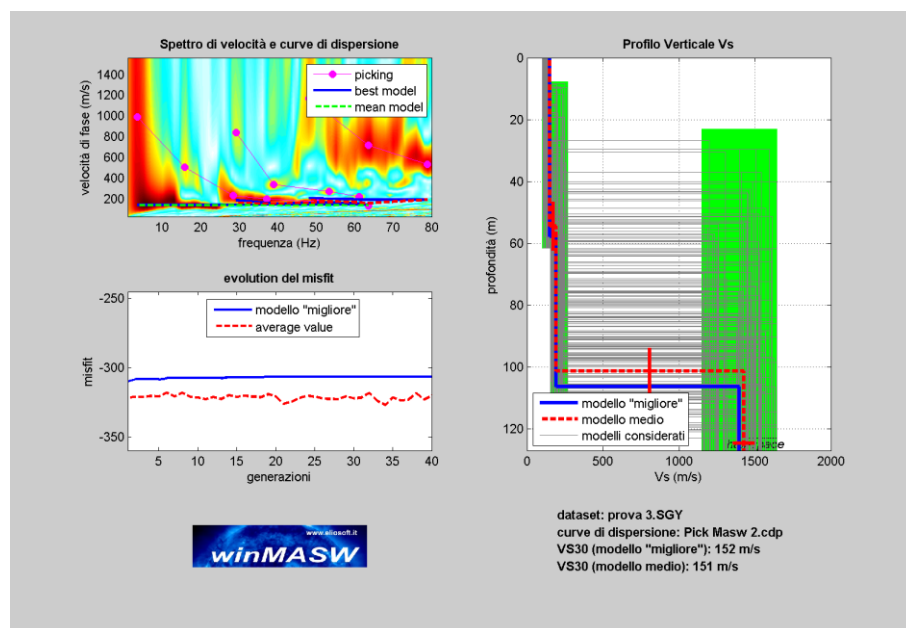 Spettro di velocità e curve di dispersione
1400
1200
1000
800
600
400
200
velocità di fase (m/s)
picking
best model
mean model
10 20 30 40 50 60 70 80
frequenza (Hz)
evolution del misfit
-250
-300
-350
misfit
modello "migliore"
average value
5 10 15 20 25 30 35 40
generazioni
www.eliosoft.it
winMASW
Profilo Verticale Vs
0
20
40
60
80
100
120
profondità (m)
modello "migliore"
modello medio
modelli considerati
0 500 1000 1500 2000
Vs (m/s)
dataset: prova 3.SGY
curve di dispersione: Pick Masw 2.cdp
VS30 (modello "migliore"): 152 m/s
VS30 (modello medio): 151 m/s